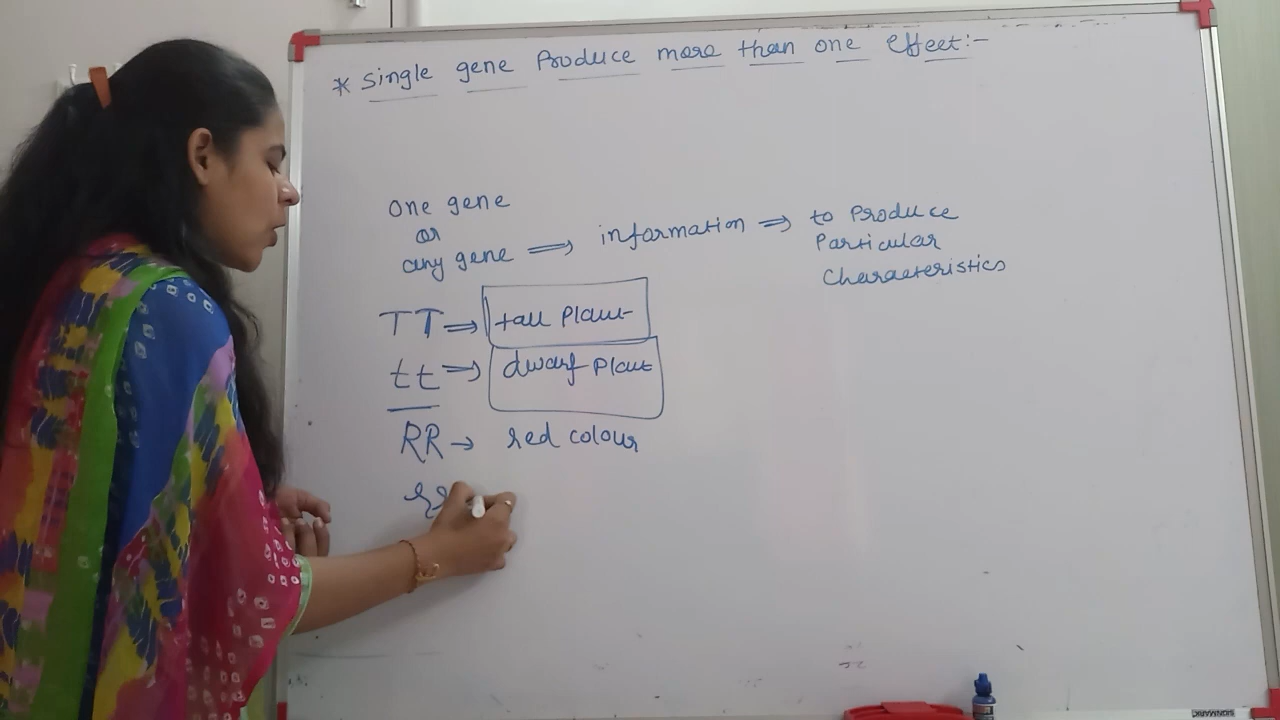 * Single gene Produce more than one effect:-
One gene
or
any gene ⇒ information ⇒ to Produce
Particular
Characteristics
TT ⇒ tall Plant
tt ⇒ dwarf Plant
RR → red colour
rr